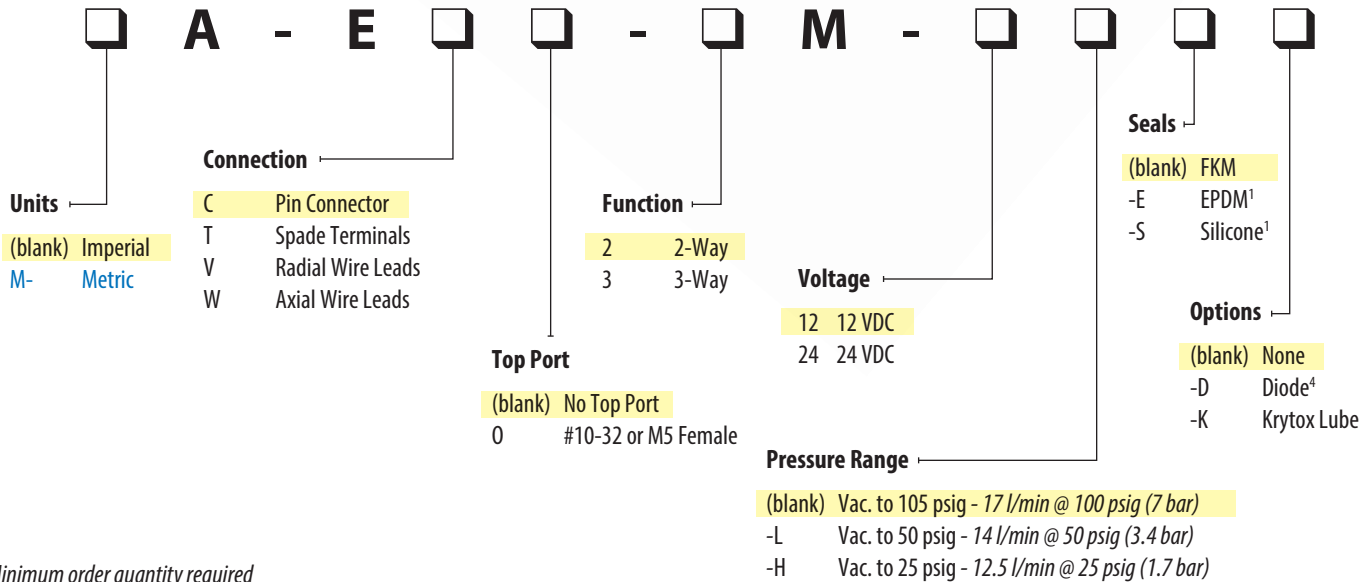 ❑ A - E ❑ ❑ - ❑ M - ❑ ❑ ❑ ❑
Units
(blank) Imperial
M- Metric
Connection
C Pin Connector
T Spade Terminals
V Radial Wire Leads
W Axial Wire Leads
Top Port
(blank) No Top Port
O #10-32 or M5 Female
Function
2 2-Way
3 3-Way
Voltage
12 12 VDC
24 24 VDC
Pressure Range
(blank) Vac. to 105 psig - 17 l/min @ 100 psig (7 bar)
-L Vac. to 50 psig - 14 l/min @ 50 psig (3.4 bar)
-H Vac. to 25 psig - 12.5 l/min @ 25 psig (1.7 bar)
Seals
(blank) FKM
-E EPDM¹
-S Silicone¹
Options
(blank) None
-D Diode⁴
-K Krytox Lube
inimum order quantity required